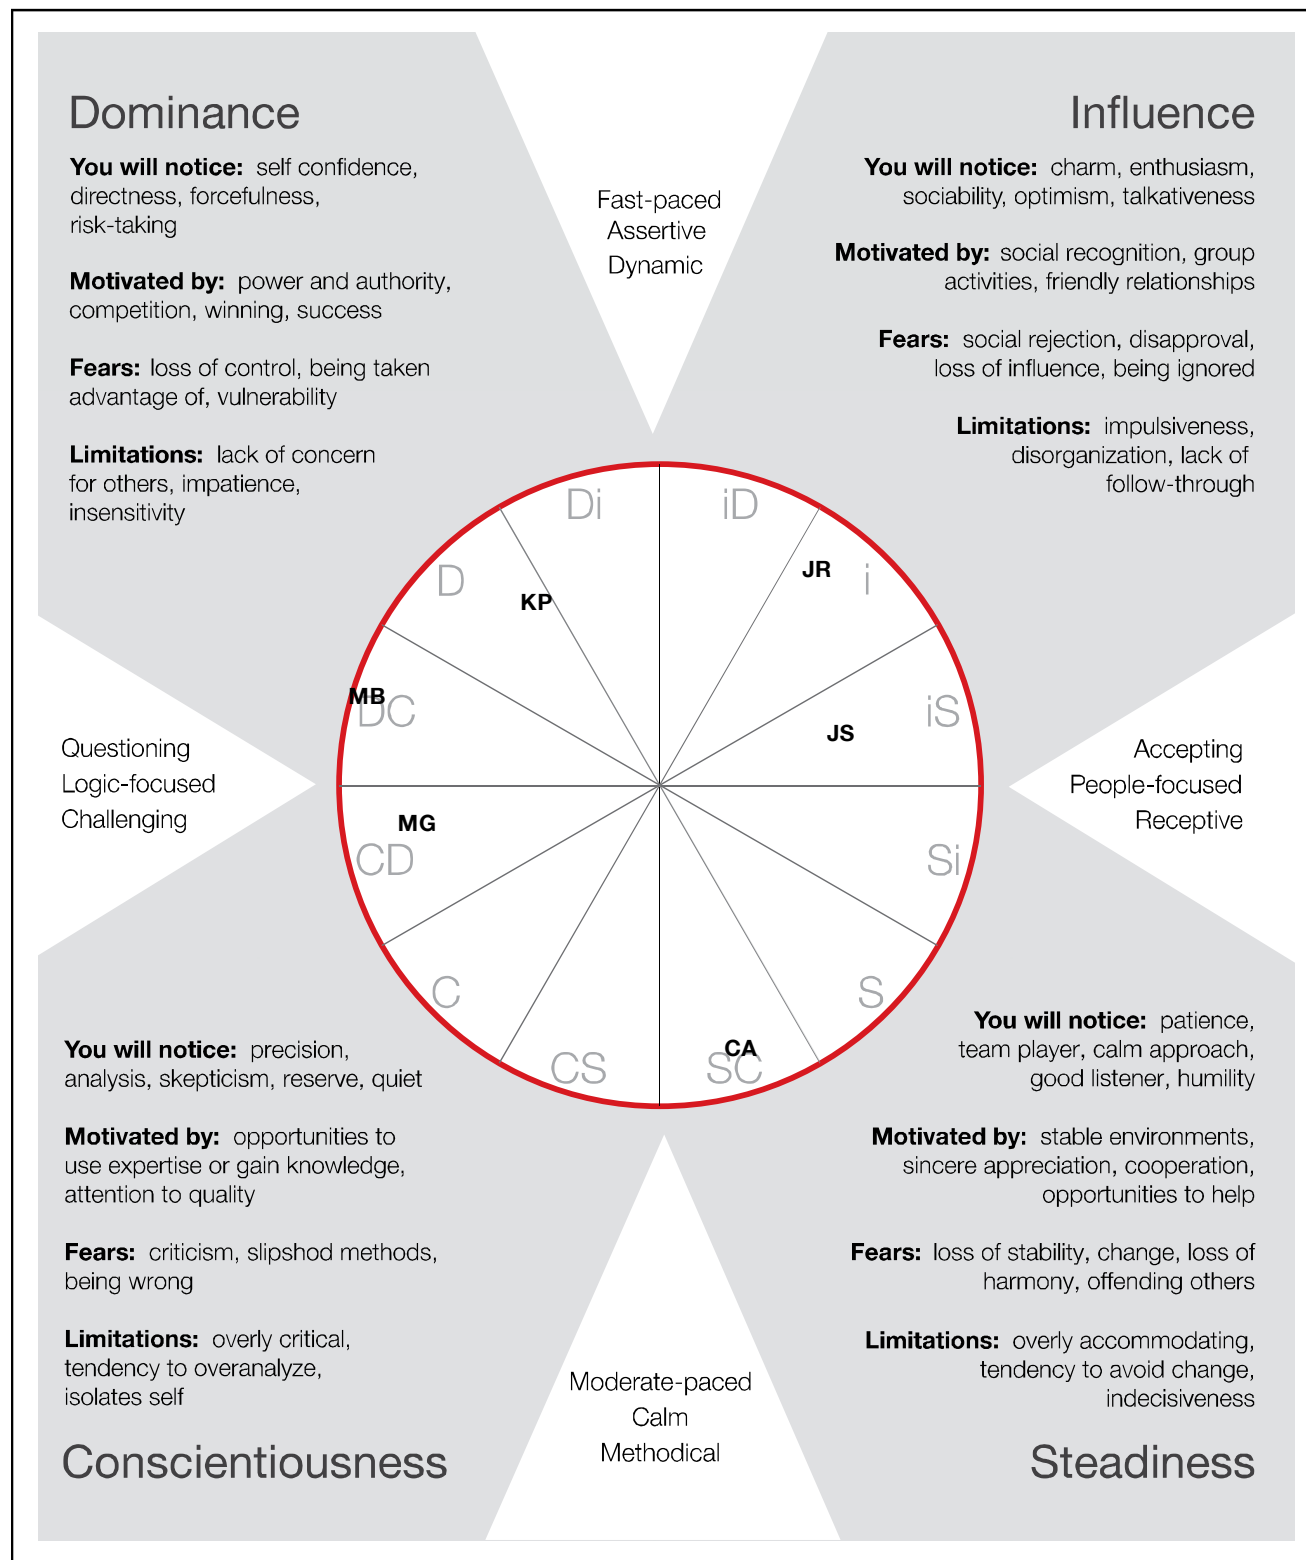 Dominance
You will notice: self confidence,
directness, forcefulness,
risk-taking
Motivated by: power and authority,
competition, winning, success
Fears: loss of control, being taken
advantage of, vulnerability
Limitations: lack of concern
for others, impatience,
insensitivity
Fast-paced
Assertive
Dynamic
Influence
You will notice: charm, enthusiasm,
sociability, optimism, talkativeness
Motivated by: social recognition, group
activities, friendly relationships
Fears: social rejection, disapproval,
loss of influence, being ignored
Limitations: impulsiveness,
disorganization, lack of
follow-through
Di
iD
D
KP
JR
i
MB
DC
JS
iS
Questioning
Logic-focused
Challenging
Accepting
People-focused
Receptive
MG
CD
Si
C
S
CS
CA
SC
You will notice: precision,
analysis, skepticism, reserve, quiet
Motivated by: opportunities to
use expertise or gain knowledge,
attention to quality
Fears: criticism, slipshod methods,
being wrong
Limitations: overly critical,
tendency to overanalyze,
isolates self
Conscientiousness
Moderate-paced
Calm
Methodical
You will notice: patience,
team player, calm approach,
good listener, humility
Motivated by: stable environments,
sincere appreciation, cooperation,
opportunities to help
Fears: loss of stability, change, loss of
harmony, offending others
Limitations: overly accommodating,
tendency to avoid change,
indecisiveness
Steadiness